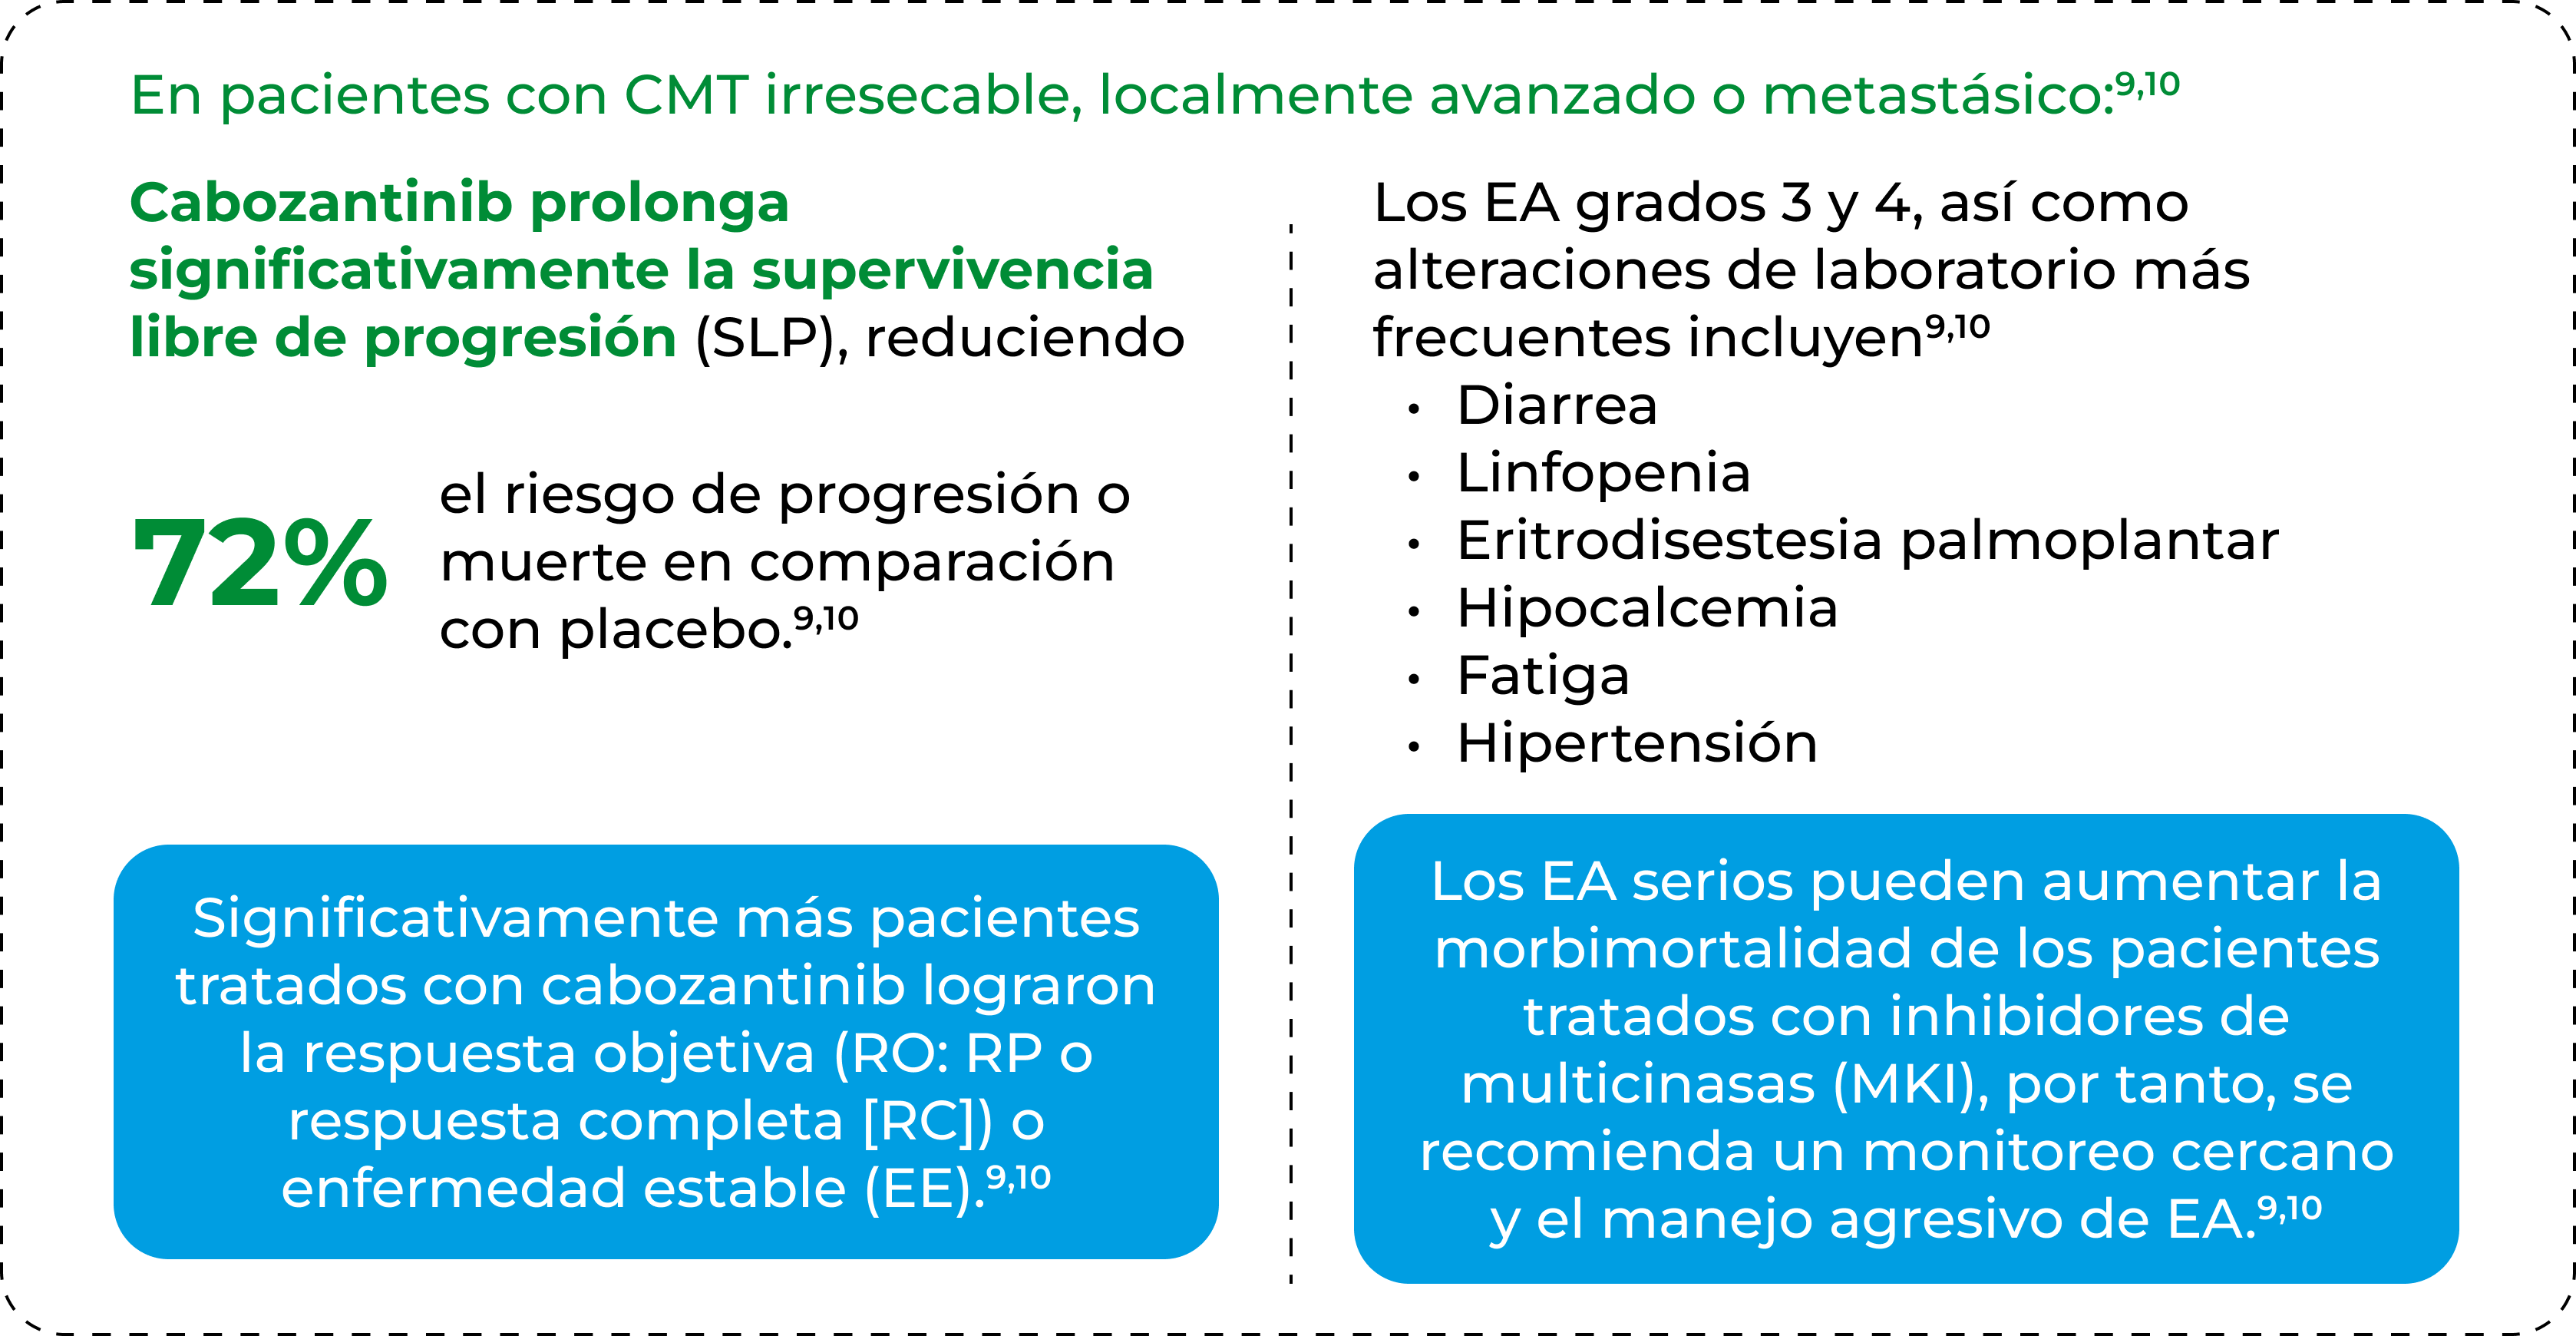 En pacientes con CMT irresecable, localmente avanzado o metastásico:9,10
Cabozantinib prolonga
significativamente la supervivencia
libre de progresión (SLP), reduciendo
72%
el riesgo de progresión o
muerte en comparación
con placebo.9,10
Significativamente más pacientes
tratados con cabozantinib lograron
la respuesta objetiva (RO: RP o
respuesta completa [RC]) o
enfermedad estable (EE).9,10
Los EA grados 3 y 4, así como
alteraciones de laboratorio más
frecuentes incluyen9,10
• Diarrea
• Linfopenia
• Eritrodisestesia palmoplantar
• Hipocalcemia
• Fatiga
• Hipertensión
Los EA serios pueden aumentar la
morbimortalidad de los pacientes
tratados con inhibidores de
multicinasas (MKI), por tanto, se
recomienda un monitoreo cercano
y el manejo agresivo de EA.9,10